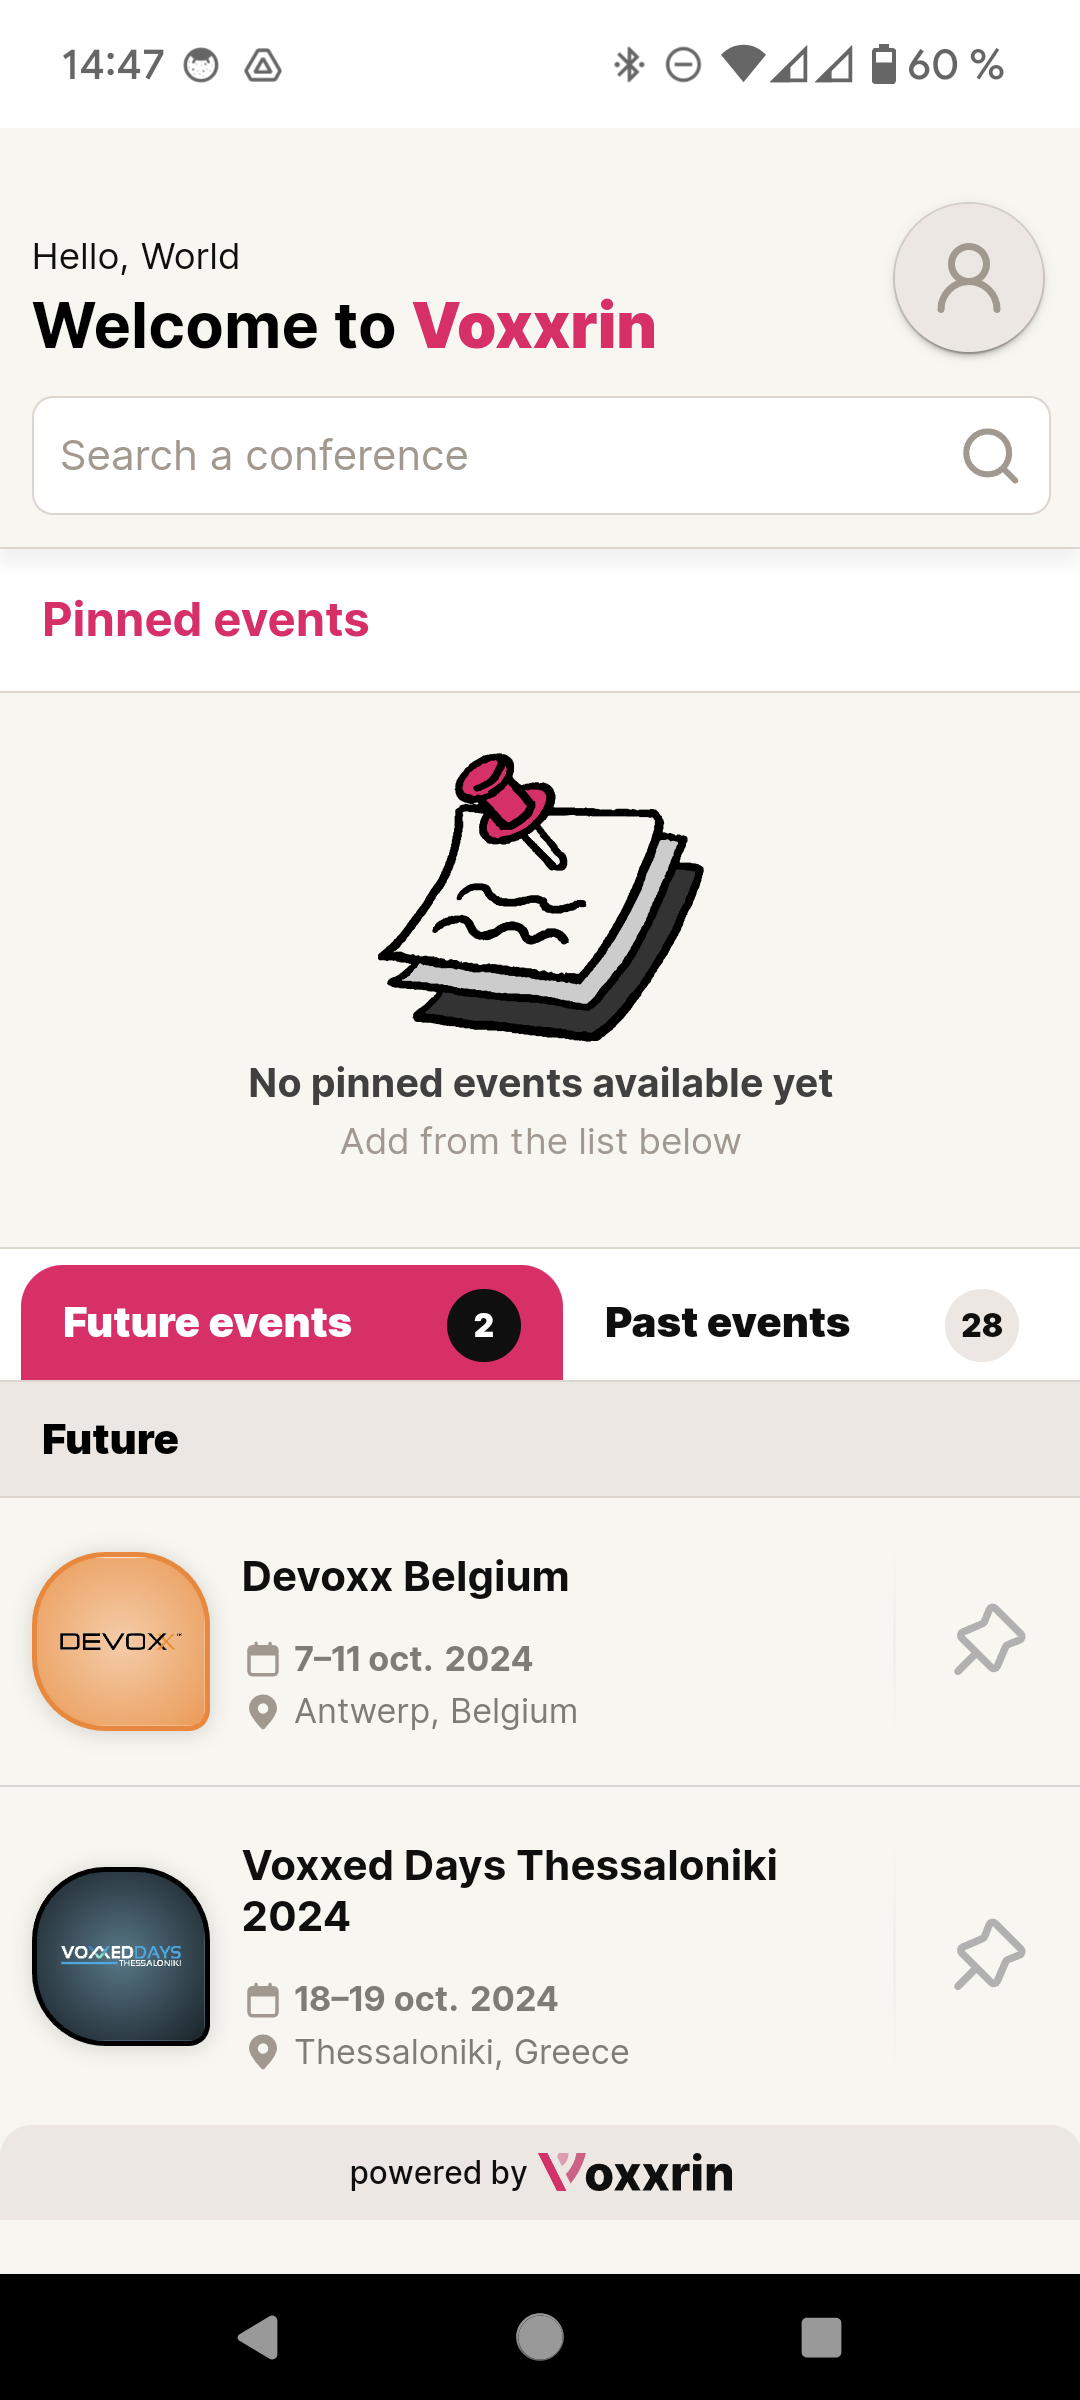 14:47
60 %
Hello, World
Welcome to Voxxrin
Search a conference
Pinned events
No pinned events available yet
Add from the list below
Future events 2
Past events 28
Future
DEVOXX
Devoxx Belgium
7–11 oct. 2024
Antwerp, Belgium
VOXXEDDAYS
THESSALONIKI
Voxxed Days Thessaloniki
2024
18–19 oct. 2024
Thessaloniki, Greece
powered by Voxxrin